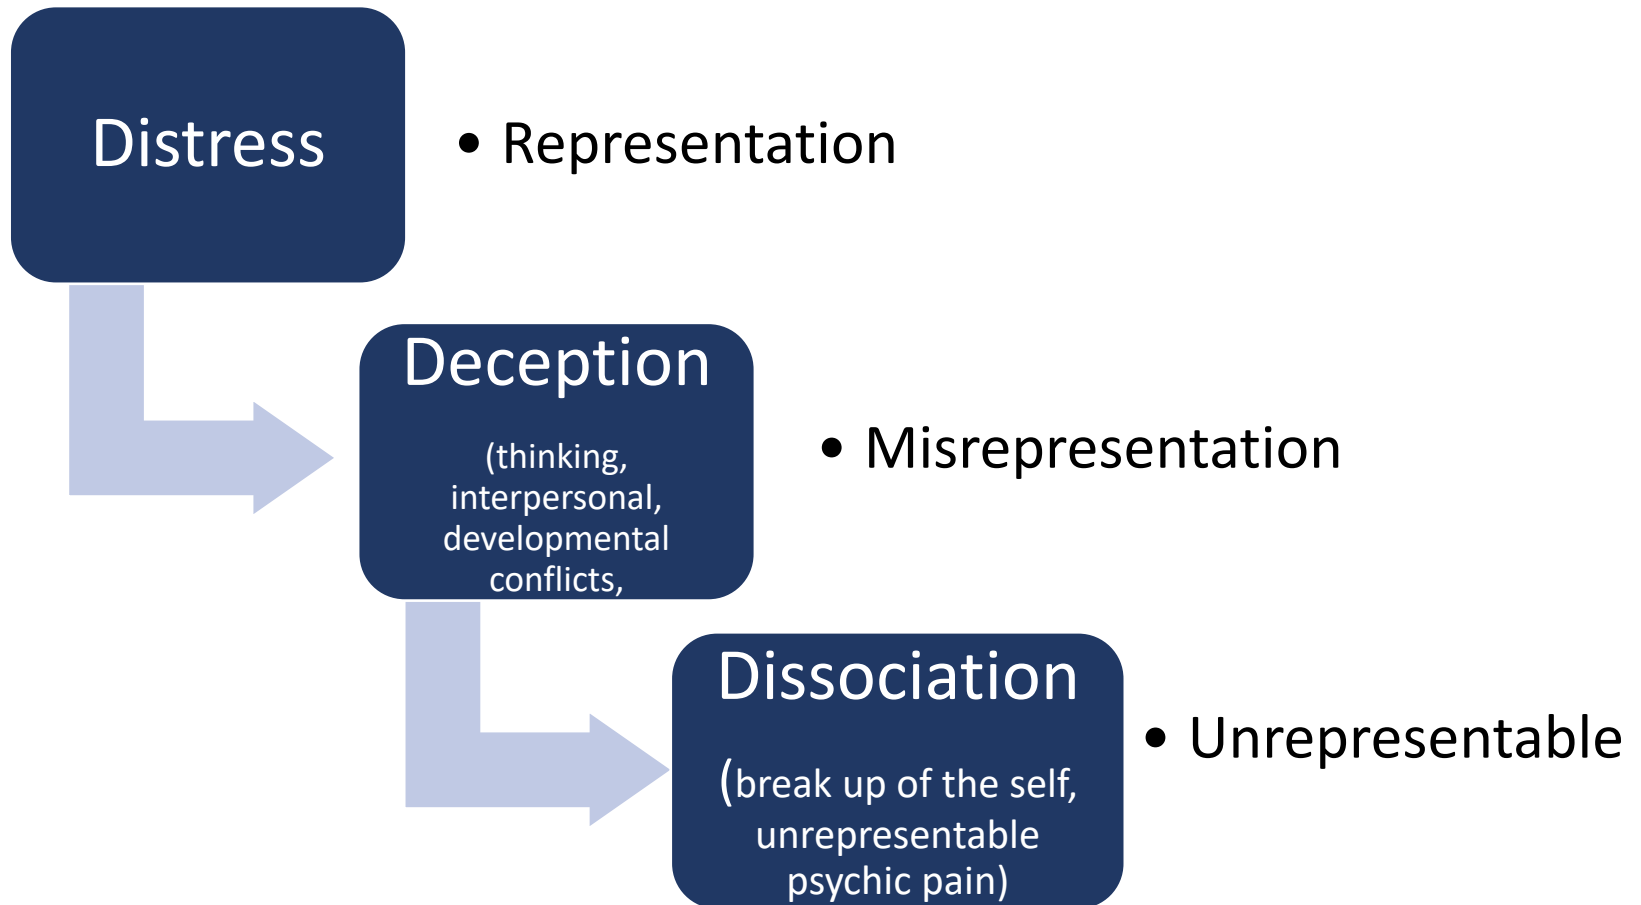 Distress
• Representation
Deception
(thinking,
interpersonal,
developmental
conflicts,
• Misrepresentation
Dissociation
(break up of the self,
unrepresentable
psychic pain)
• Unrepresentable